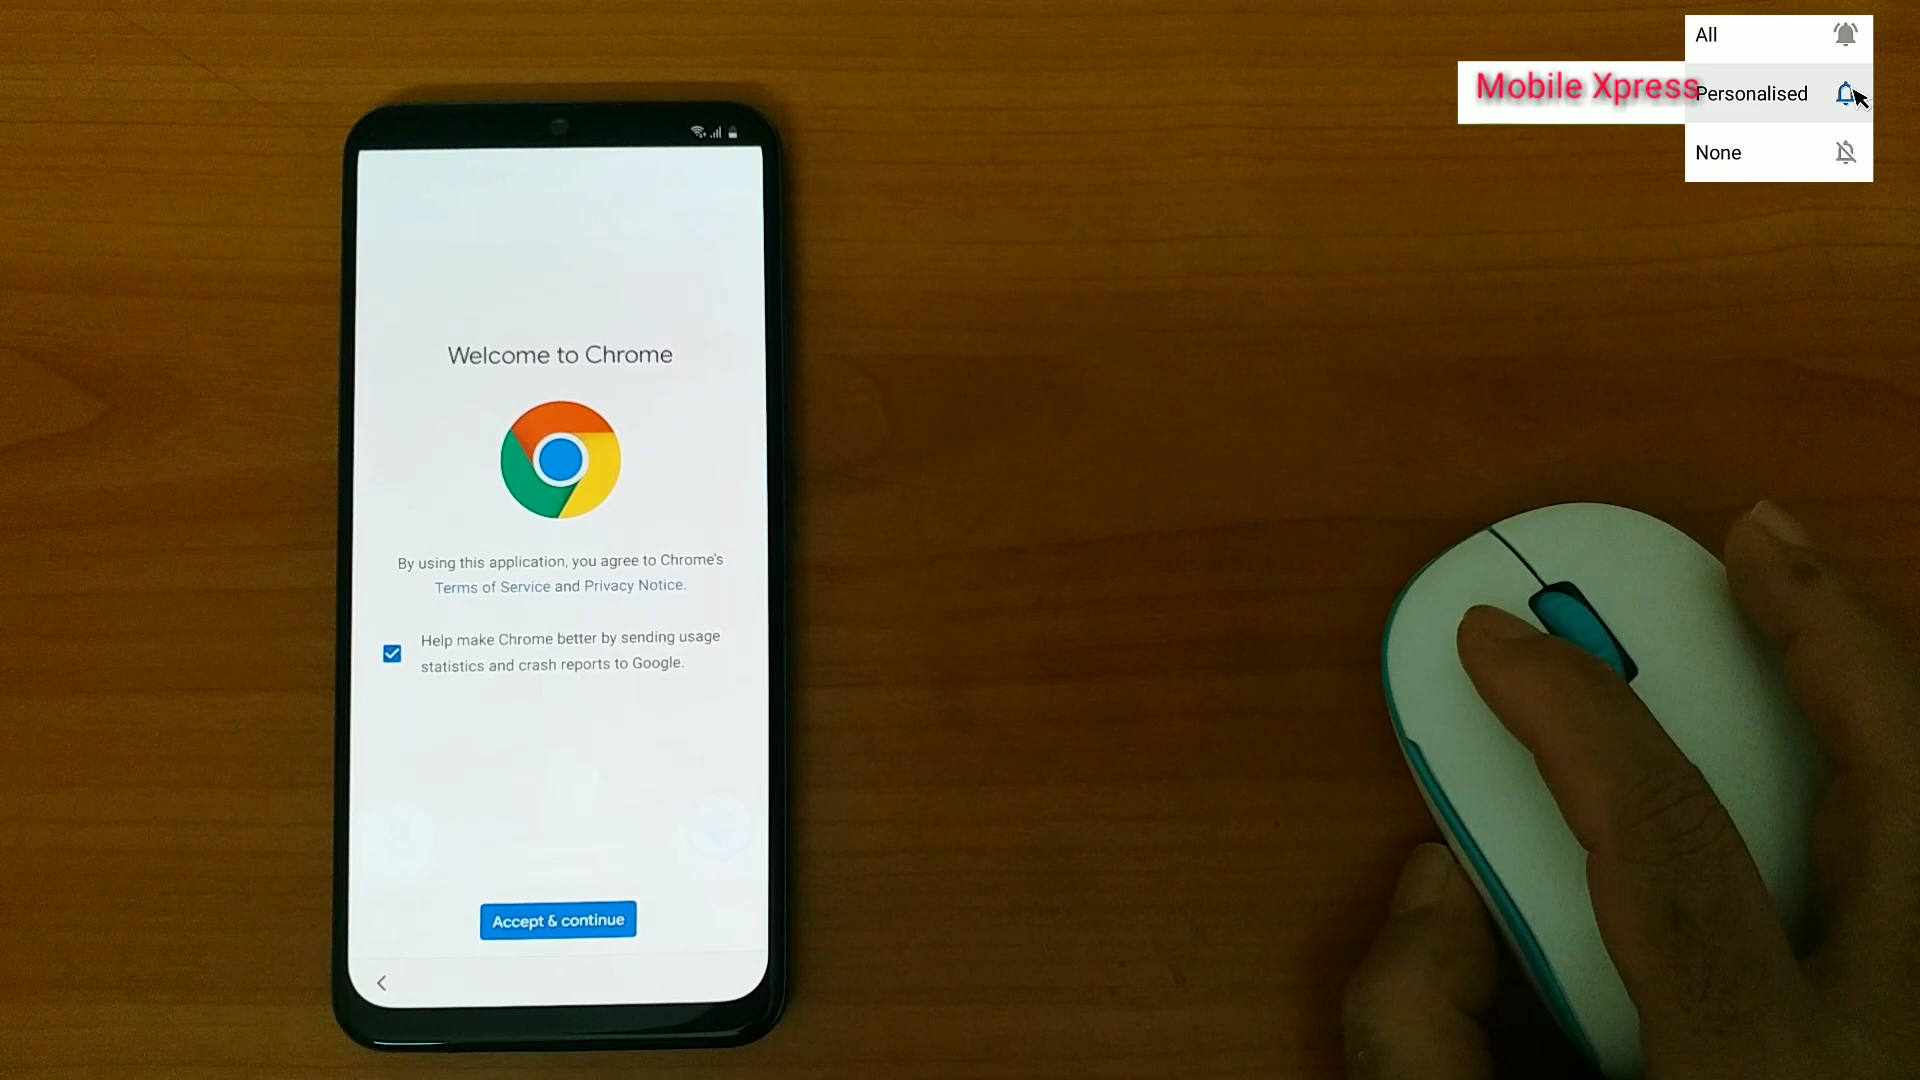 All
Mobile Xpress
Personalised
None
Welcome to Chrome
By using this application, you agree to Chrome's
Terms of Service and Privacy Notice.
Help make Chrome better by sending usage
statistics and crash reports to Google.
Accept & continue